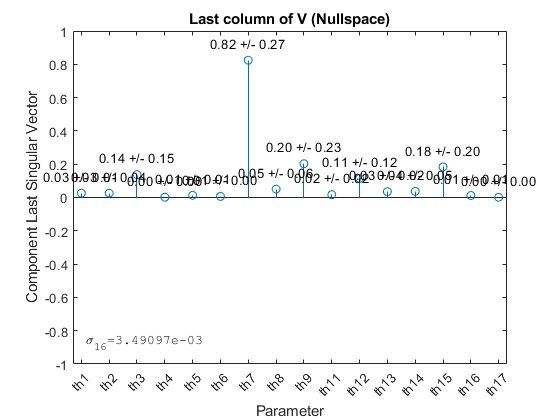 Last column of V (Nullspace)
1
0.8
0.6
0.4
0.2
0
-0.2
-0.4
-0.6
-0.8
-1
Component Last Singular Vector
0.82 +/- 0.27
0.20 +/- 0.23
0.14 +/- 0.15
0.18 +/- 0.20
0.11 +/- 0.12
0.05 +/- 0.06
0.02 +/- 0.02
σ16=3.49097e-03
th1 th2 th3 th4 th5 th6 th7 th8 th9 th11 th12 th13 th14 th15 th16 th17
Parameter